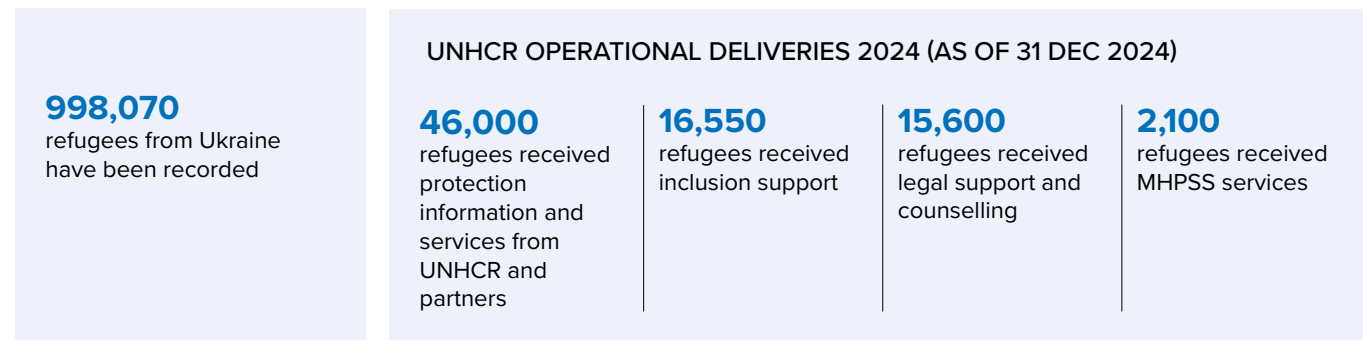 998,070
refugees from Ukraine
have been recorded
UNHCR OPERATIONAL DELIVERIES 2024 (AS OF 31 DEC 2024)
46,000
refugees received
protection
information and
services from
UNHCR and
partners
16,550
refugees received
inclusion support
15,600
refugees received
legal support and
counselling
2,100
refugees received
MHPSS services